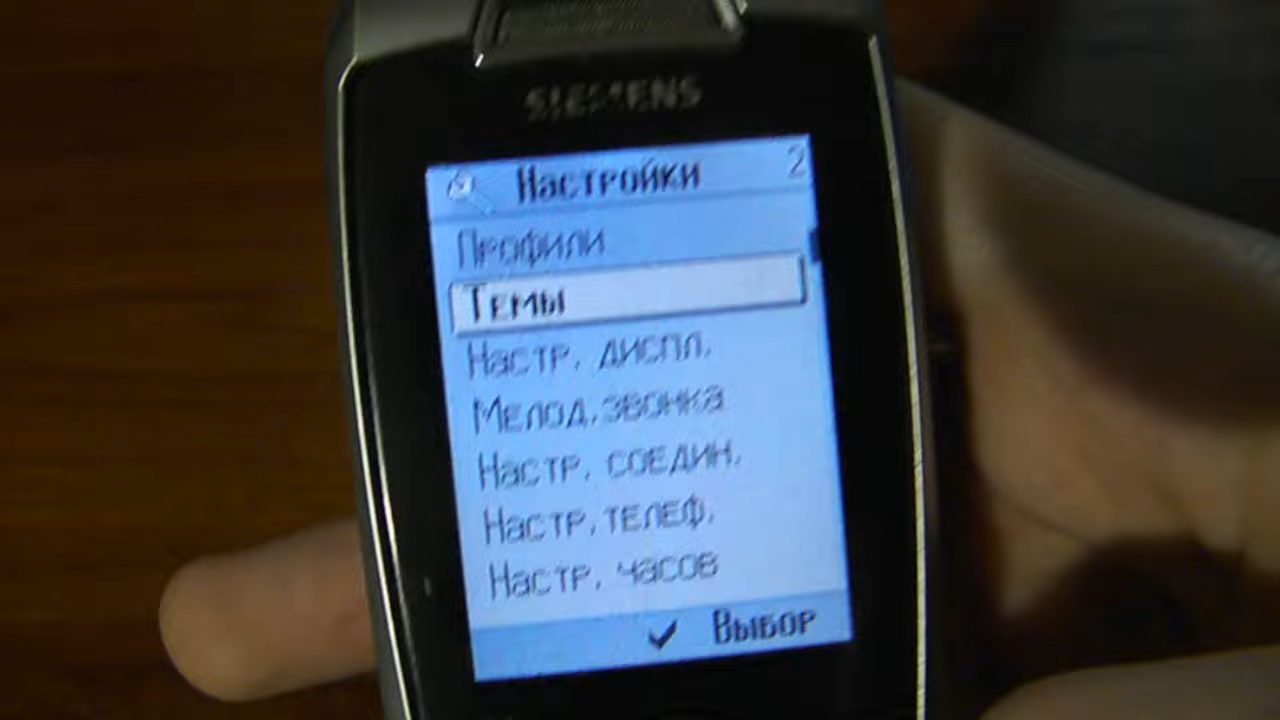 SIEMENS
Настройки 2
Профили
Темы
Настр. диспл.
Мелод.звонка
Настр. соедин.
Настр.телеф.
Настр. часов
Выбор